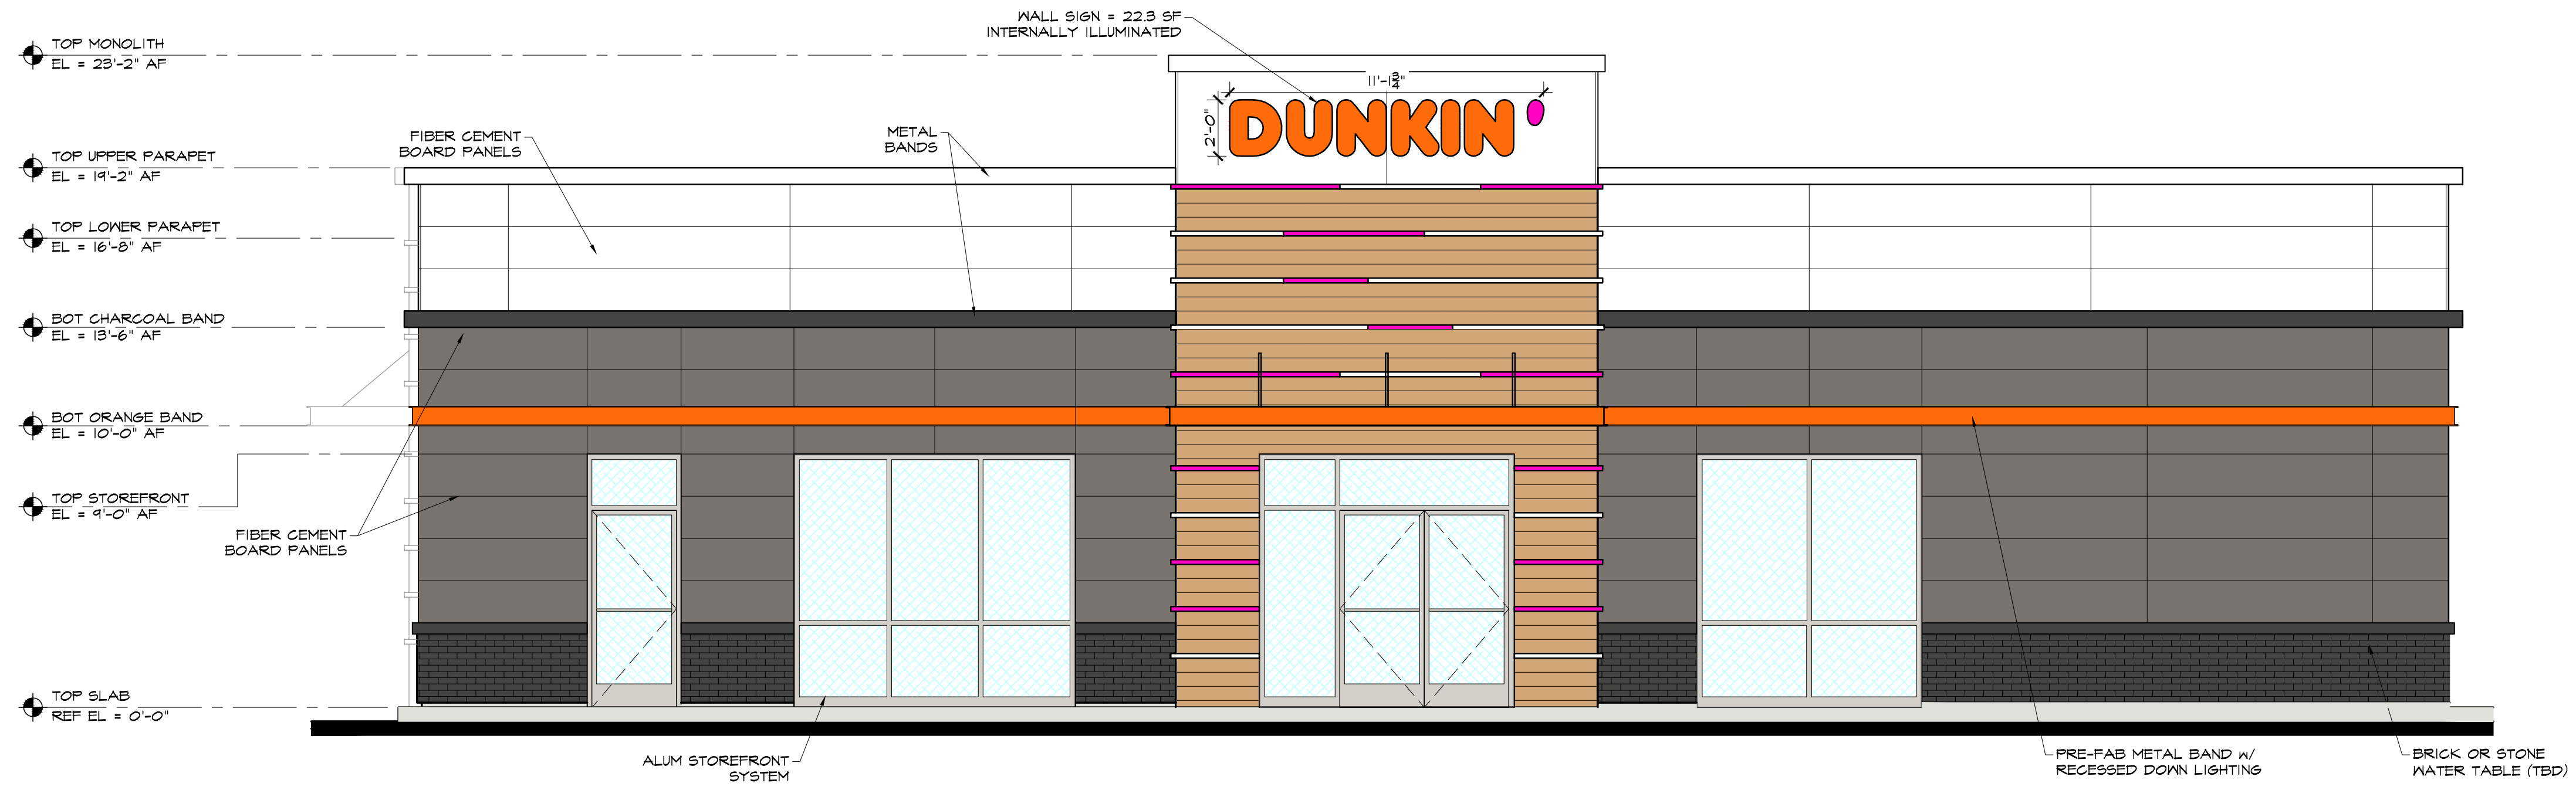 WALL SIGN = 22.3 SF
INTERNALLY ILLUMINATED
TOP MONOLITH
EL = 23'-2" AF
11'-1 3/4"
2'-0"
DUNKIN'
FIBER CEMENT
BOARD PANELS
METAL
BANDS
TOP UPPER PARAPET
EL = 19'-2" AF
TOP LOWER PARAPET
EL = 16'-8" AF
BOT CHARCOAL BAND
EL = 13'-6" AF
BOT ORANGE BAND
EL = 10'-0" AF
TOP STOREFRONT
EL = 9'-0" AF
FIBER CEMENT
BOARD PANELS
TOP SLAB
REF EL = 0'-0"
ALUM STOREFRONT
SYSTEM
PRE-FAB METAL BAND W/
RECESSED DOWN LIGHTING
BRICK OR STONE
WATER TABLE (TBD)